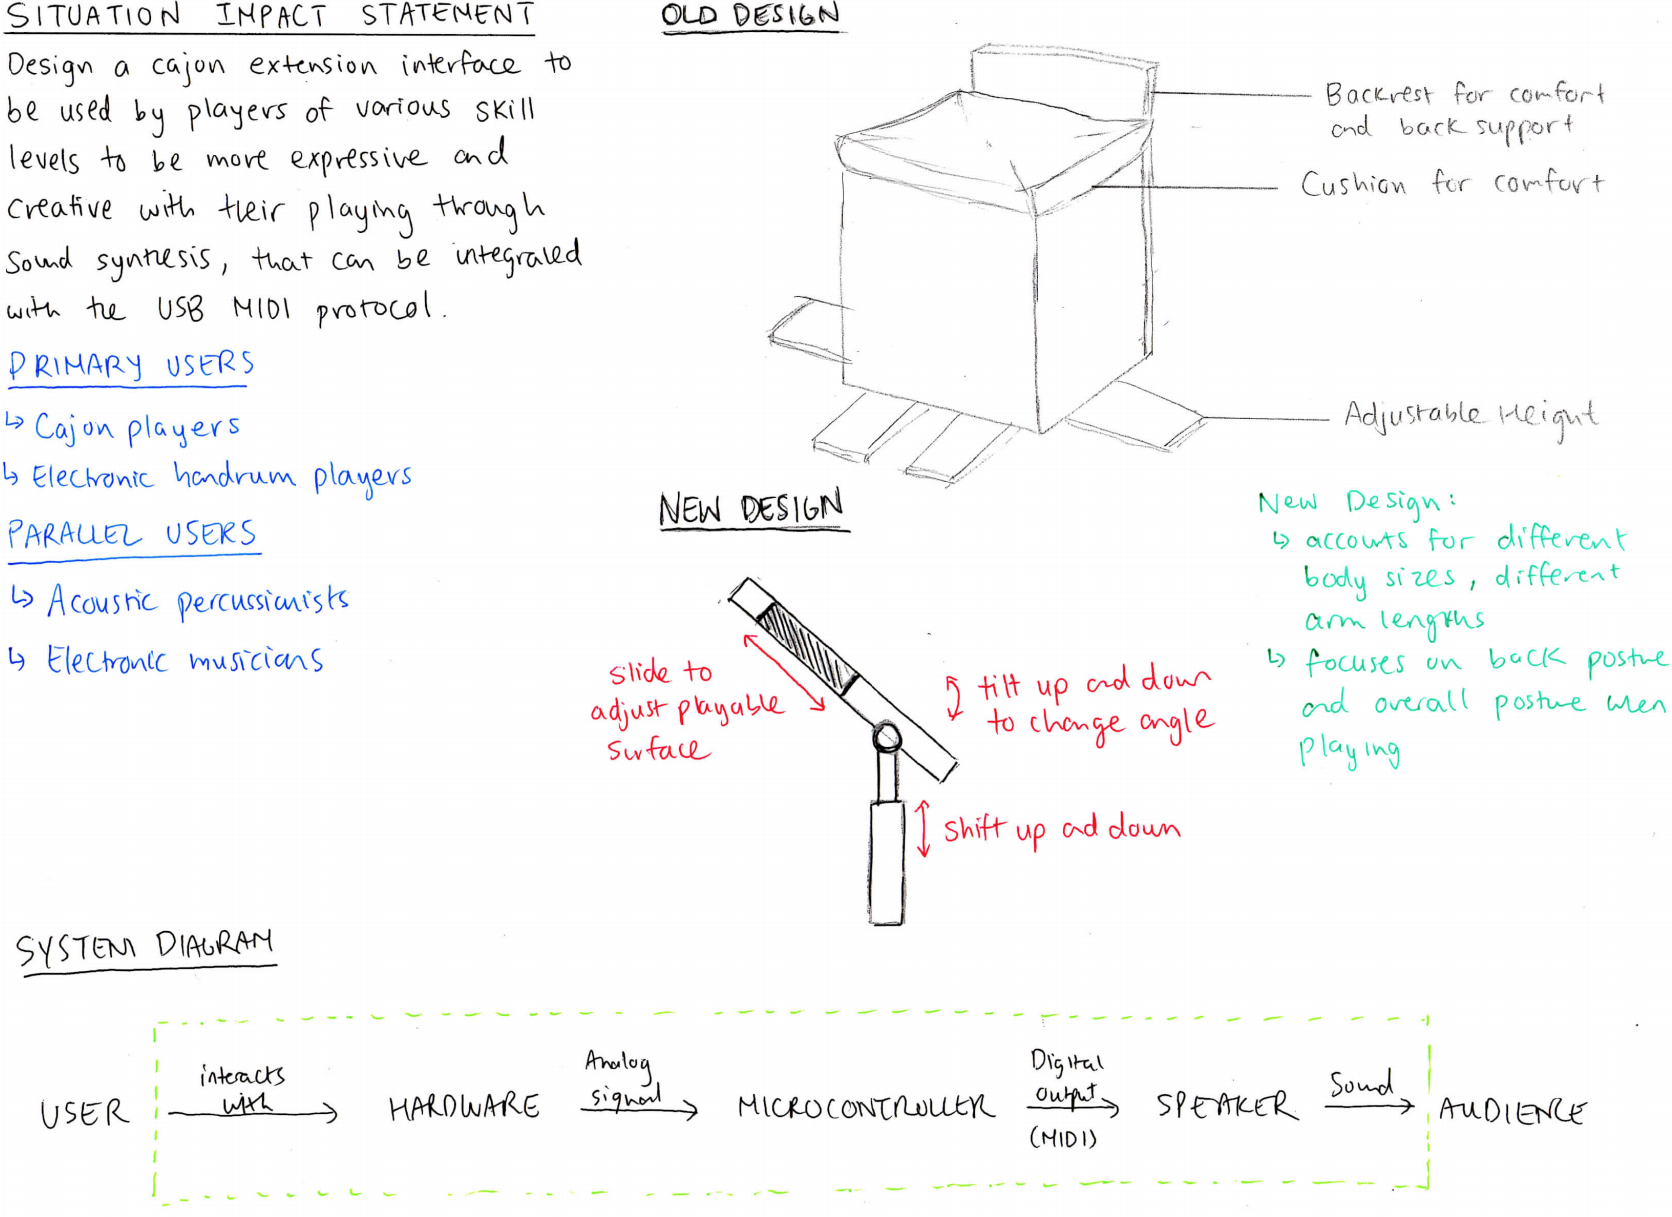 SITUATION IMPACT STATEMENT
Design a cajon extension interface to
be used by players of various skill
levels to be more expressive and
creative with their playing through
sound synthesis, that can be integrated
with the USB MIDI protocol.
PRIMARY USERS
↳ Cajon players
↳ Electronic handrum players
PARALLEL USERS
↳ Acoustic percussionists
↳ Electronic musicians
OLD DESIGN
Backrest for comfort
and back support
Cushion for comfort
Adjustable Height
NEW DESIGN
slide to
adjust playable
surface
tilt up and down
to change angle
shift up and down
New Design:
↳ accounts for different
body sizes, different
arm lengths
↳ focuses on back posture
and overall posture when
playing
SYSTEM DIAGRAM
USER
interacts
with
HARDWARE
Analog
signal
MICROCONTROLLER
Digital
output
(MIDI)
SPEAKER
Sound
AUDIENCE